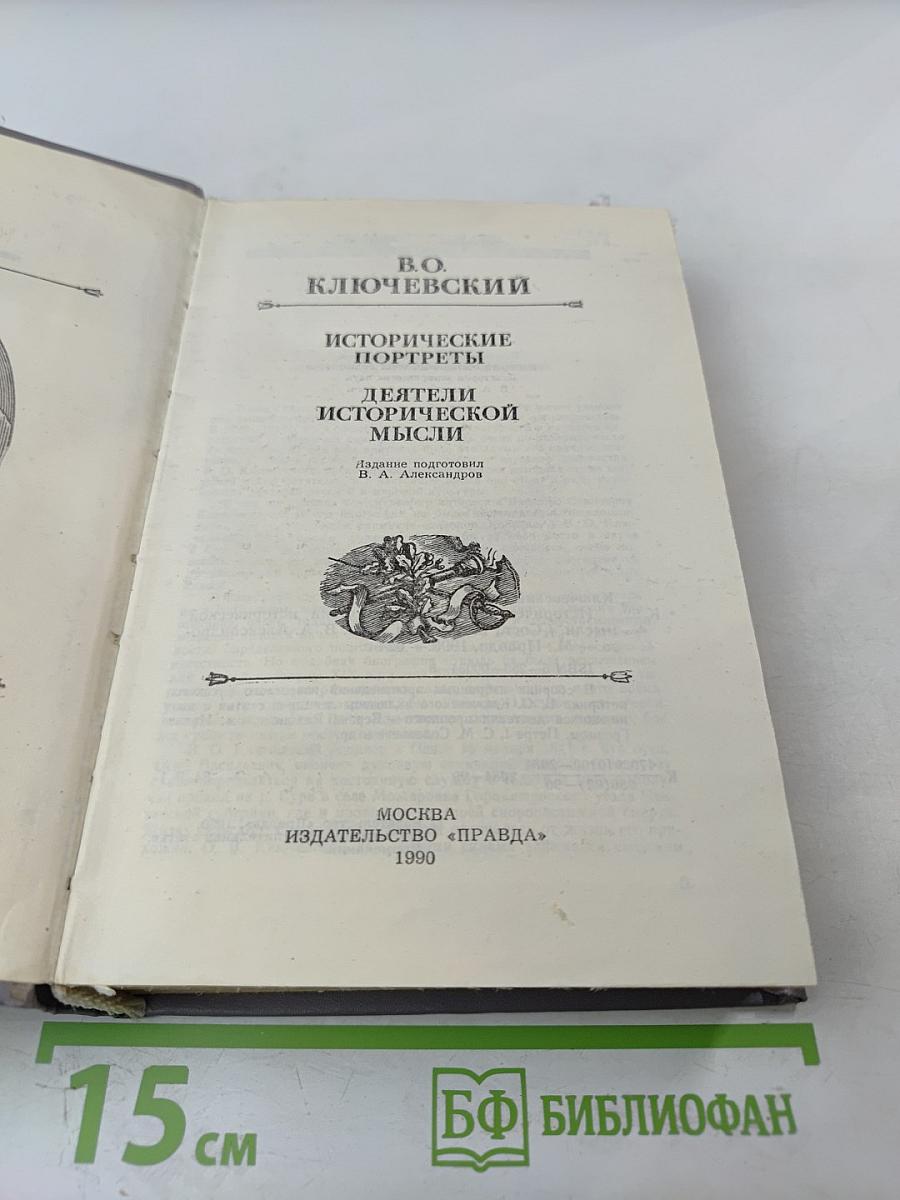 В.О.
КЛЮЧЕВСКИЙ
ИСТОРИЧЕСКИЕ
ПОРТРЕТЫ
ДЕЯТЕЛИ
ИСТОРИЧЕСКОЙ
МЫСЛИ
Издание подготовил
В. А. Александров
МОСКВА
ИЗДАТЕЛЬСТВО «ПРАВДА»
1990
15 см
БФ БИБЛИОФАН